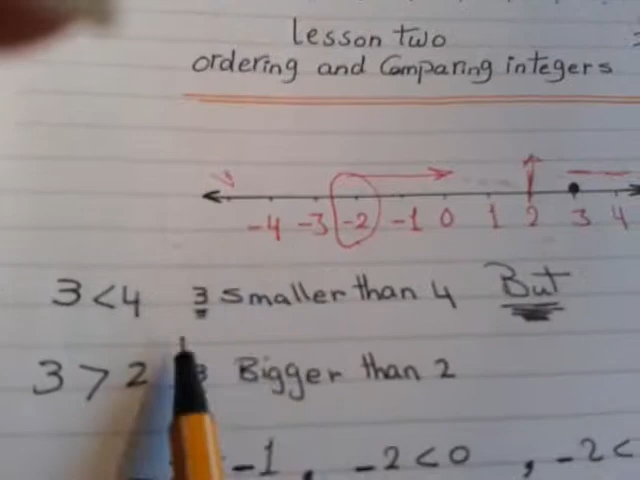 Lesson two
ordering and Comparing integers
-4 -3 -2 -1 0 1 2 3 4
3 < 4 3 smaller than 4 But
3 > 2 3 Bigger than 2
-1 , -2 < 0 , -2 <